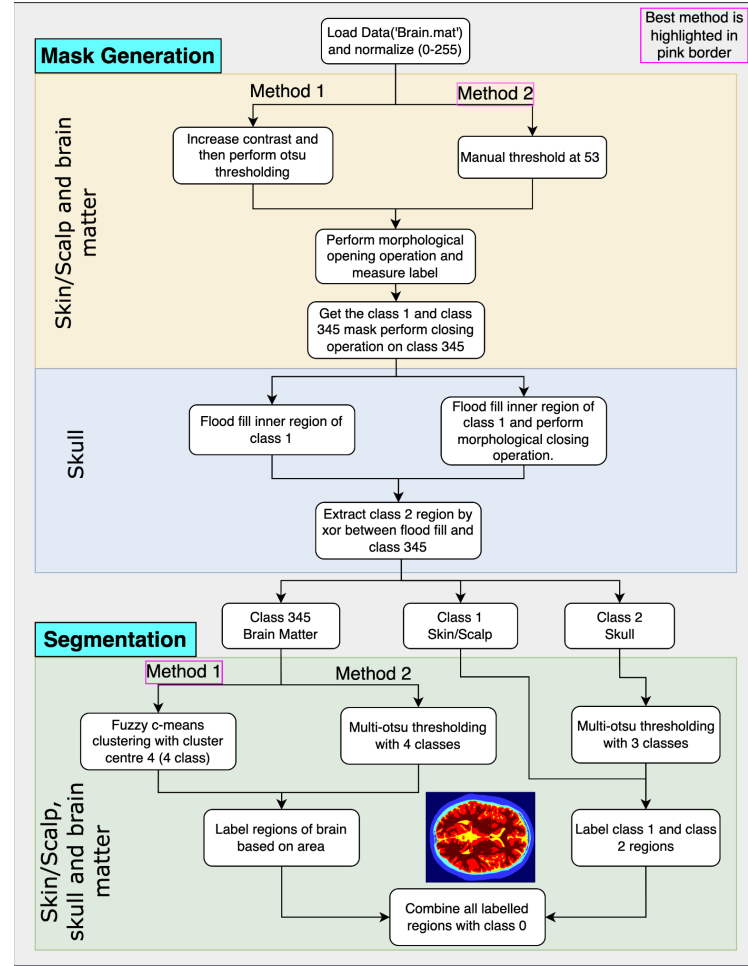 Load Data('Brain.mat')
and normalize (0-255)
Best method is
highlighted in
pink border
Mask Generation
Skin/Scalp and brain
matter
Method 1
Method 2
Increase contrast and
then perform otsu
thresholding
Manual threshold at 53
Perform morphological
opening operation and
measure label
Get the class 1 and class
345 mask perform closing
operation on class 345
Skull
Flood fill inner region of
class 1
Flood fill inner region of
class 1 and perform
morphological closing
operation.
Extract class 2 region by
xor between flood fill and
class 345
Class 345
Brain Matter
Class 1
Skin/Scalp
Class 2
Skull
Segmentation
Skin/Scalp,
skull and brain
matter
Method 1
Method 2
Fuzzy c-means
clustering with cluster
centre 4 (4 class)
Multi-otsu thresholding
with 4 classes
Multi-otsu thresholding
with 3 classes
Label regions of brain
based on area
Label class 1 and class
2 regions
Combine all labelled
regions with class 0